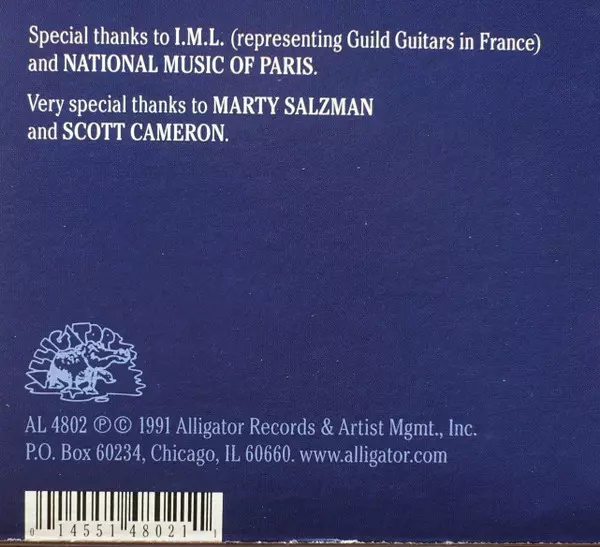 Special thanks to I.M.L. (representing Guild Guitars in France)
and NATIONAL MUSIC OF PARIS.
Very special thanks to MARTY SALZMAN
and SCOTT CAMERON.
ALLIGATOR
AL 4802 ℗© 1991 Alligator Records & Artist Mgmt., Inc.
P.O. Box 60234, Chicago, IL 60660. www.alligator.com
0 14551 48021 1